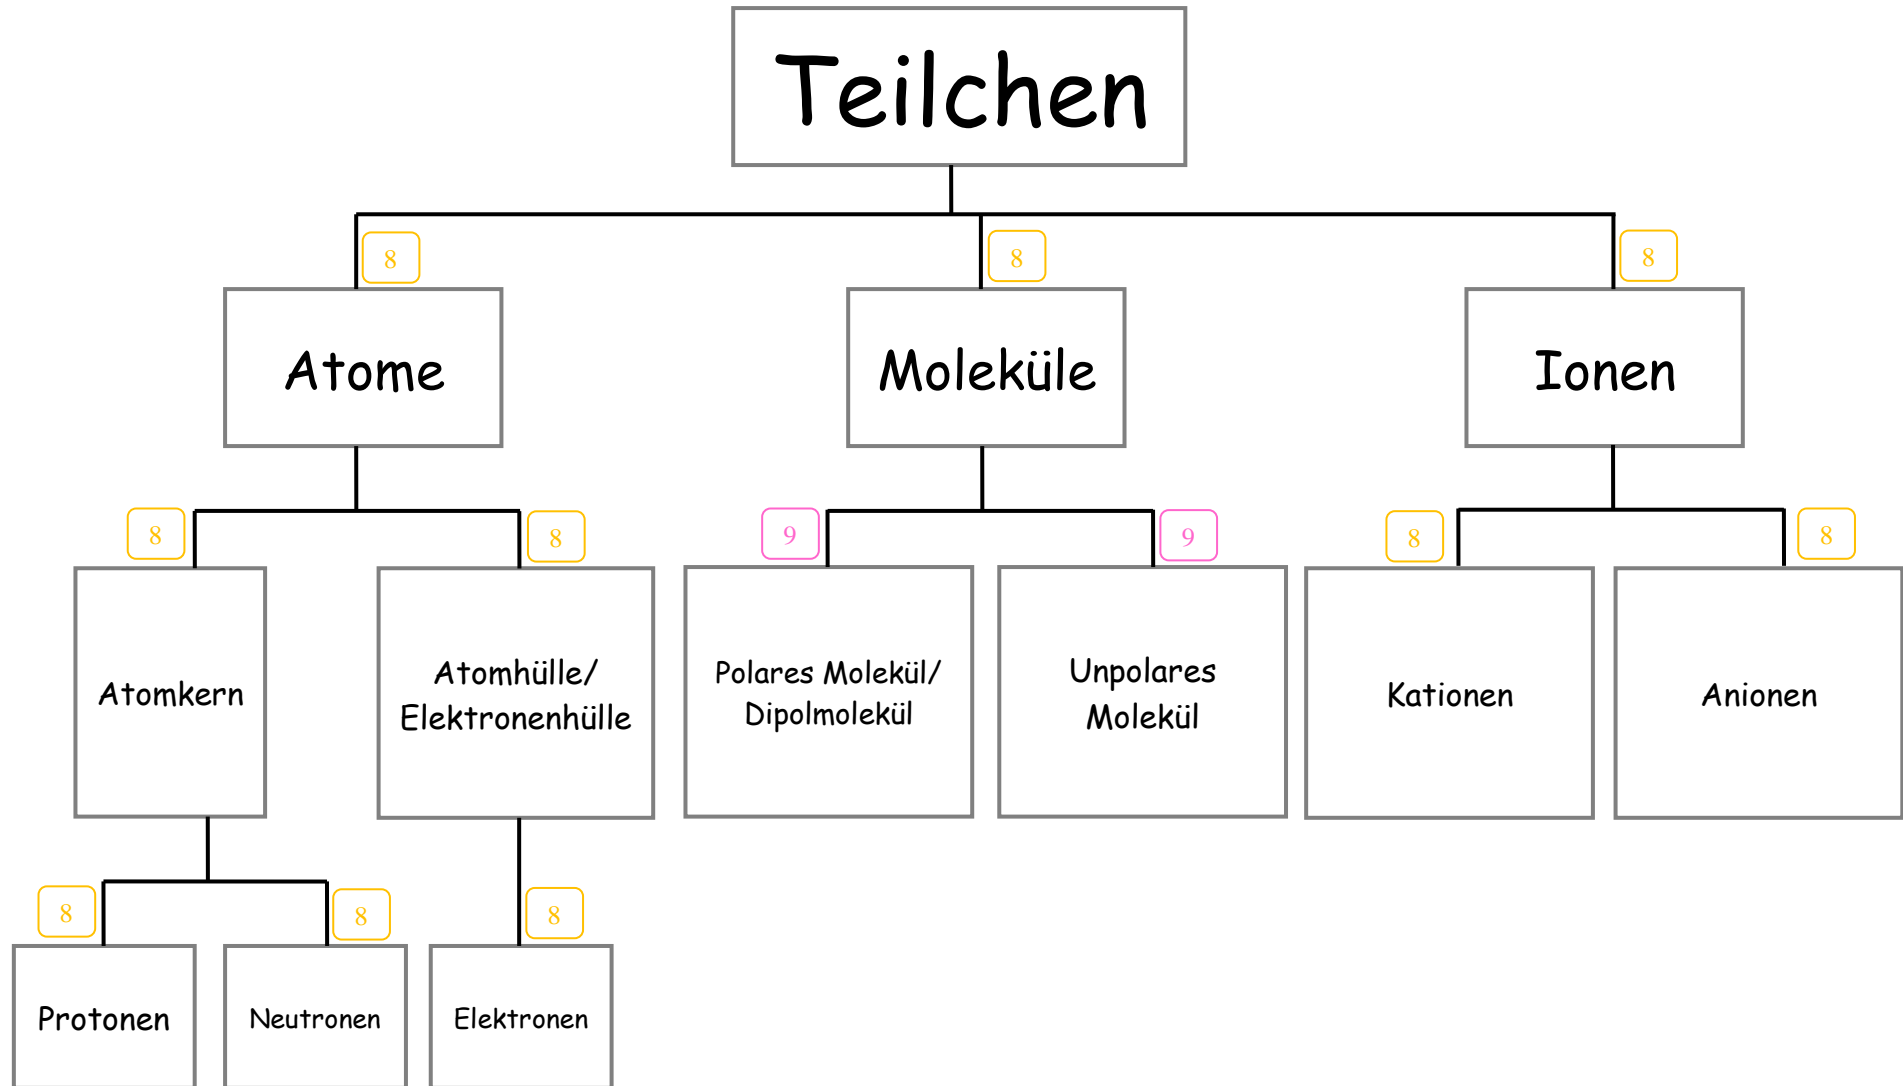 Teilchen
8
8
8
Atome
Moleküle
Ionen
8
8
9
9
8
8
Atomkern
Atomhülle/
Elektronenhülle
Polares Molekül/
Dipolmolekül
Unpolares
Molekül
Kationen
Anionen
8
8
8
Protonen
Neutronen
Elektronen